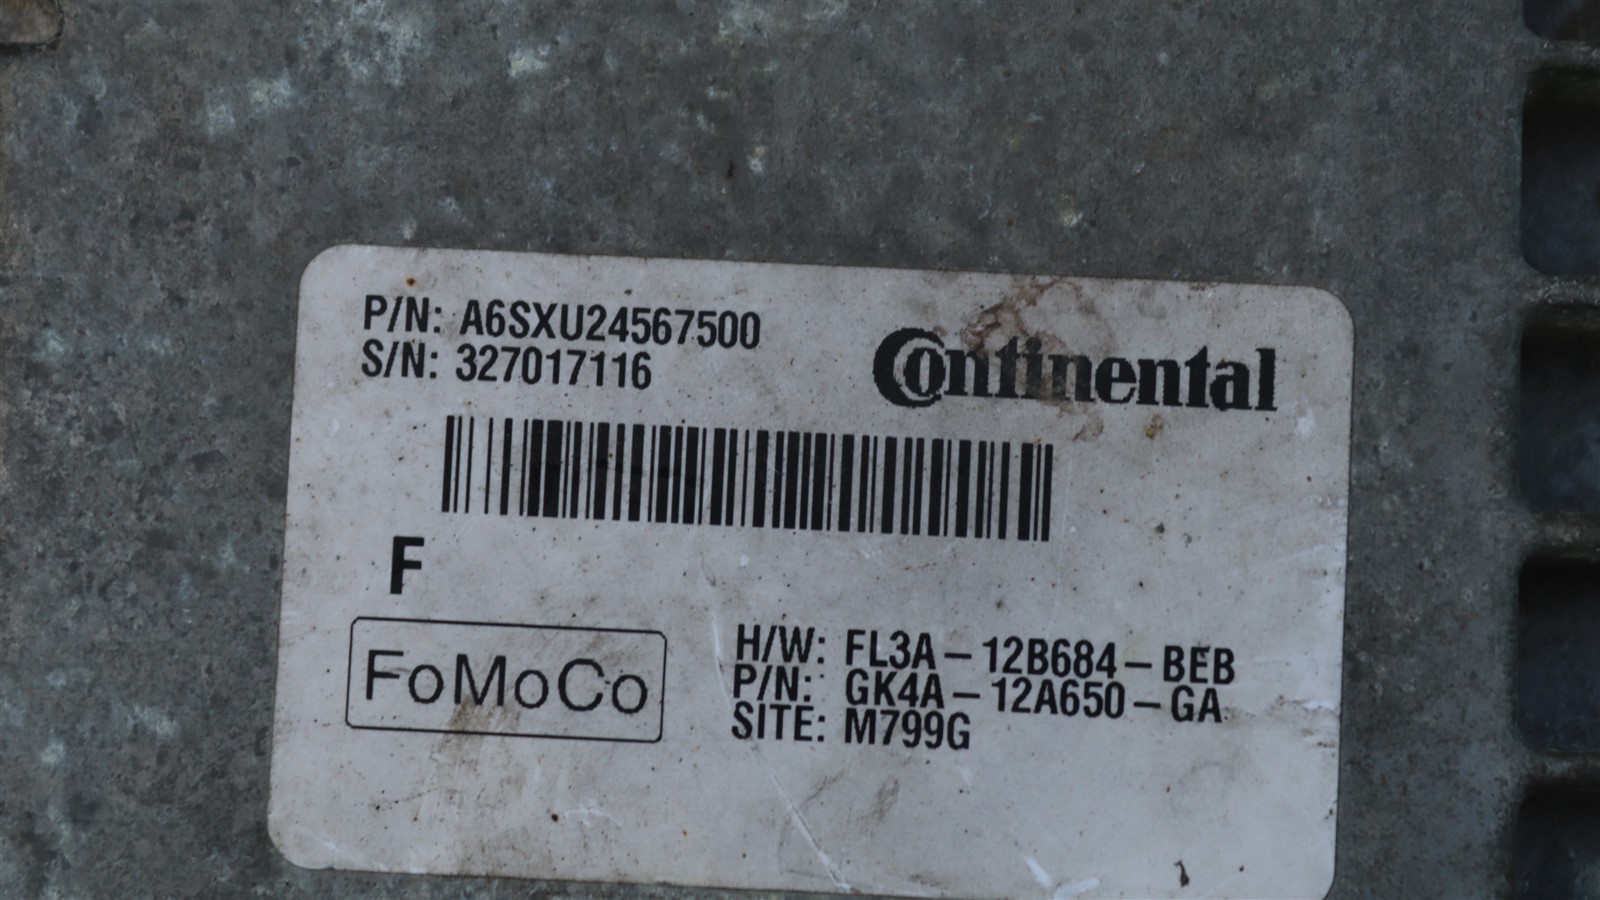 P/N: A6SXU24567500
S/N: 327017116
Continental
F
FoMoCo
H/W: FL3A-12B684-BEB
P/N: GK4A-12A650-GA
SITE: M799G